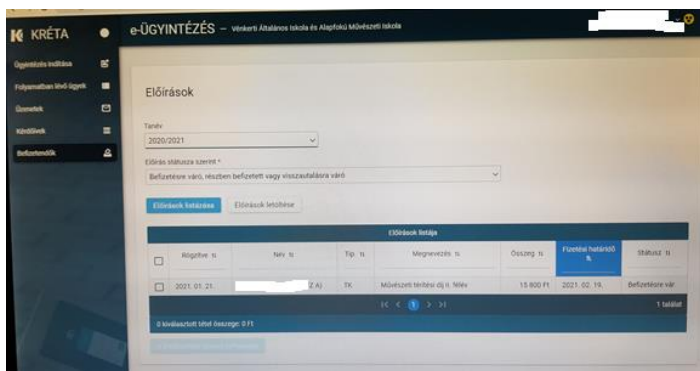 KRÉTA
e-ÜGYINTÉZÉS – Vénkerti Általános Iskola és Alapfokú Művészeti Iskola
Ügyintézés indítása
Folyamatban lévő ügyek
Üzenetek
Kérdőívek
Befizetendők
Előírások
Tanév
2020/2021
Előírás státusza szerint *
Befizetésre váró, részben befizetett vagy visszautalásra váró
Előírások listázása Előírások letöltése
Előírások listája
Rögzítve Név Típ. Megnevezés Összeg Fizetési határidő Státusz
2021. 01. 21. TK Művészeti térítési díj II. félév 15 800 Ft 2021. 02. 19. Befizetésre vár
1 1 találat
0 kiválasztott tétel összege: 0 Ft